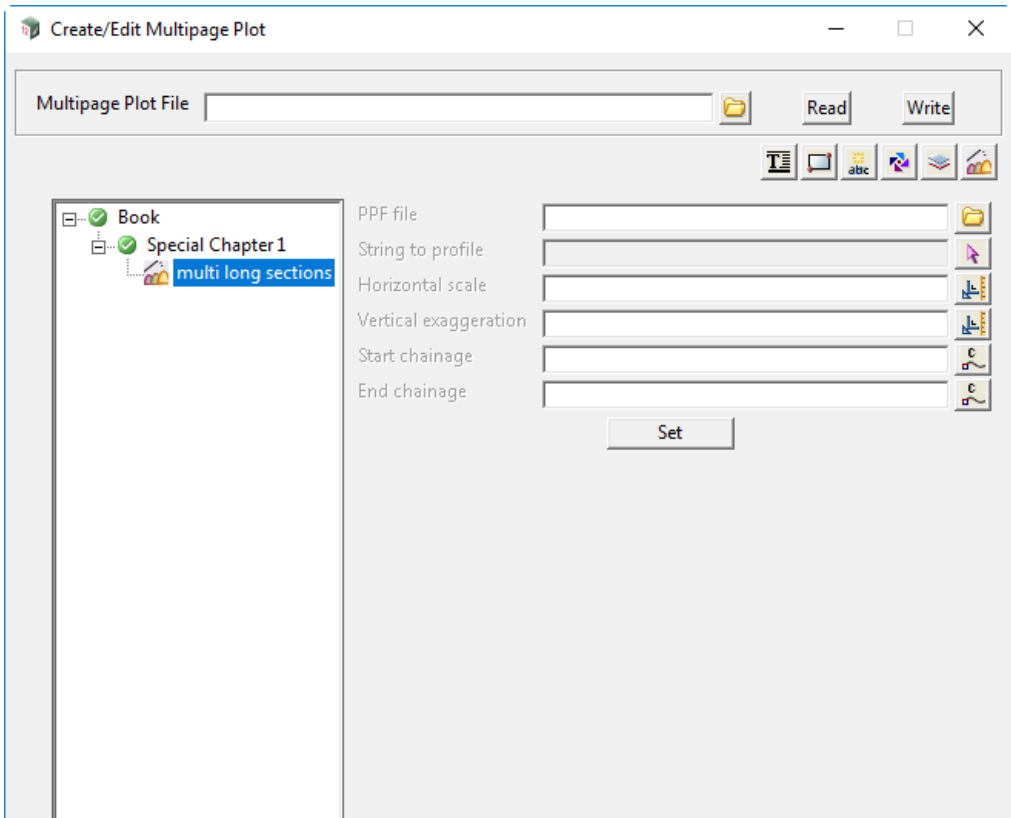 Create/Edit Multipage Plot
Multipage Plot File Read Write
T abc
Book
Special Chapter 1
multi long sections
PPF file
String to profile
Horizontal scale
Vertical exaggeration
Start chainage C
End chainage C
Set